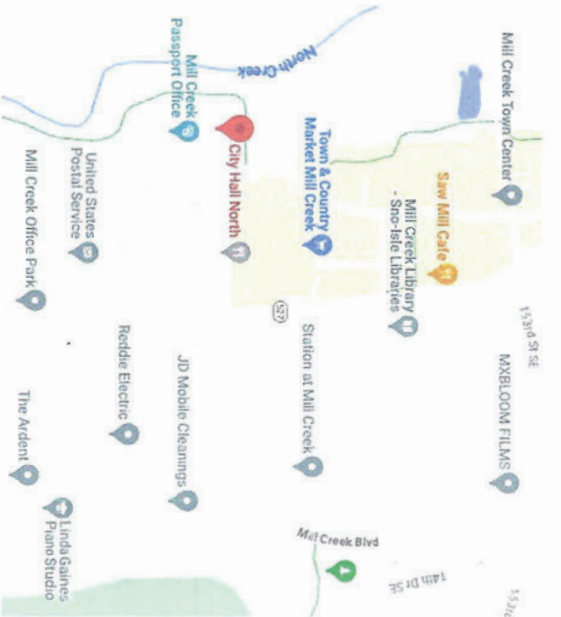 153rd St SE
Mill Creek Town Center
MXBLOOM FILMS
Saw Mill Cafe
14th Dr SE
Mill Creek Library
- Sno-Isle Libraries
Mill Creek Blvd
Town & Country
Market Mill Creek
Station at Mill Creek
North Creek
527
City Hall North
Mill Creek
Passport Office
JD Mobile Cleanings
Reddie Electric
United States
Postal Service
Linda Gaines
Piano Studio
Mill Creek Office Park
The Ardent